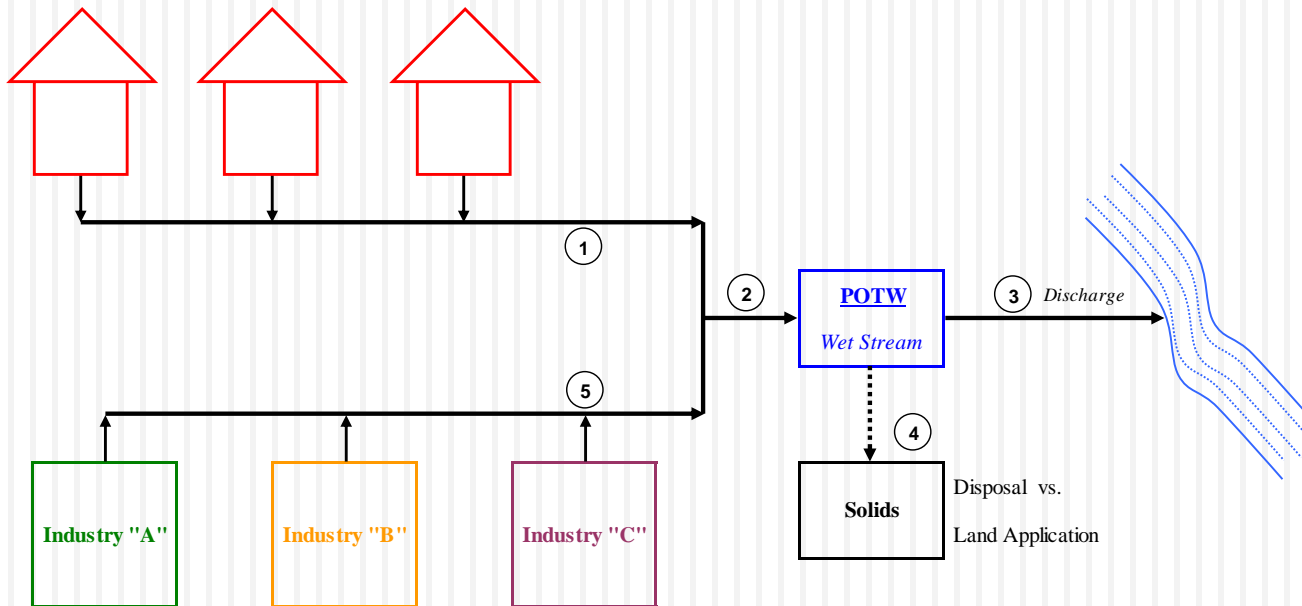 1
2
POTW
Wet Stream
3
Discharge
5
4
Industry "A"
Industry "B"
Industry "C"
Solids
Disposal vs.
Land Application